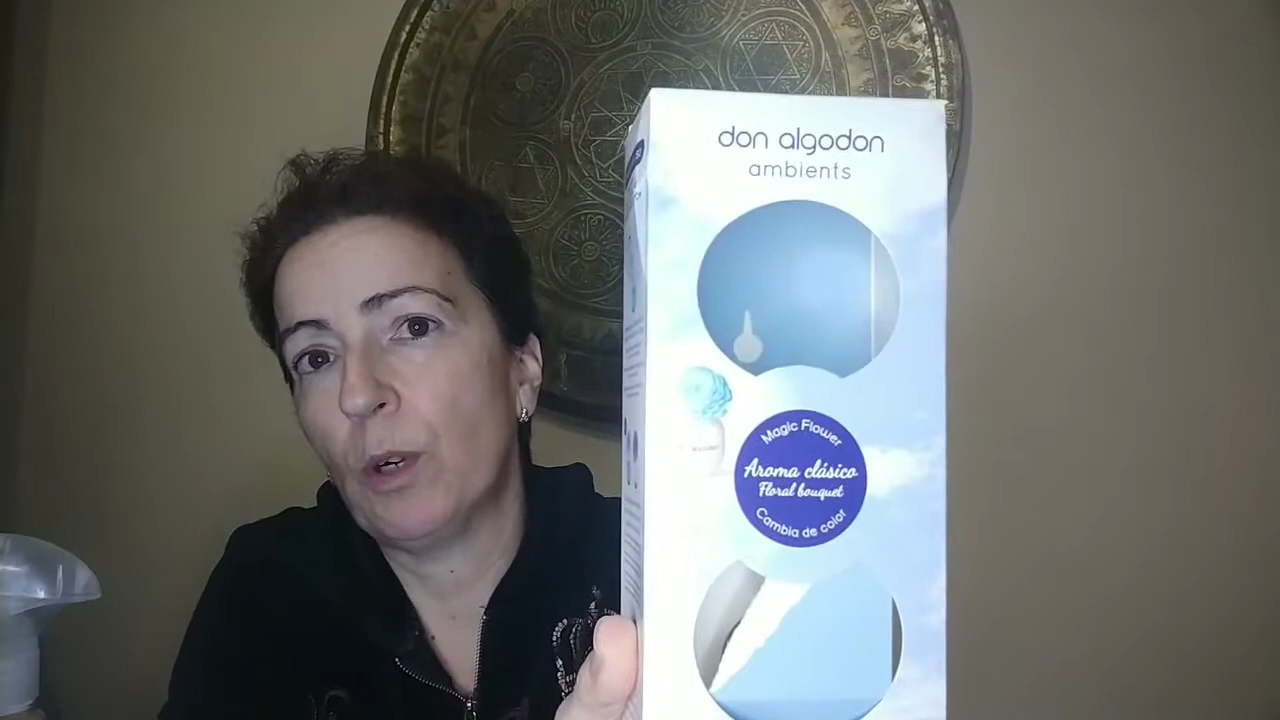 don algodon
ambients
Magic Flower
Aroma clásico
Floral bouquet
Cambia de color